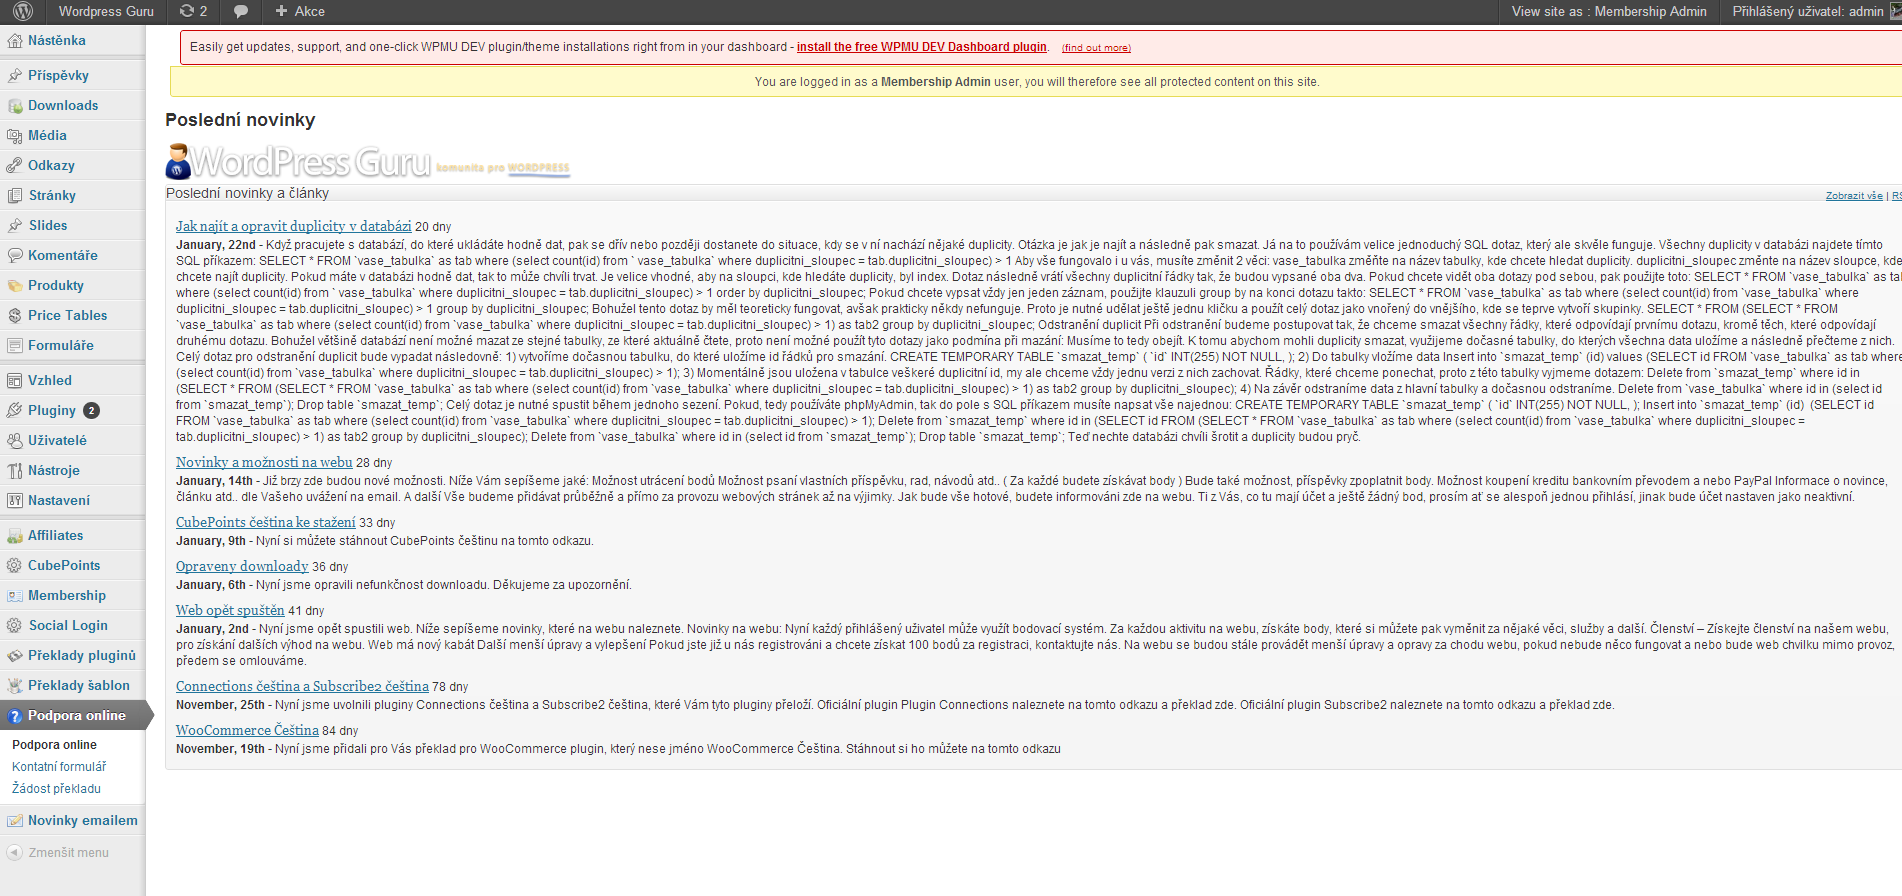 Wordpress Guru
2
Akce
View site as : Membership Admin
Přihlášený uživatel: admin
Nástěnka
Příspěvky
Downloads
Média
Odkazy
Stránky
Slides
Komentáře
Produkty
Price Tables
Formuláře
Vzhled
Pluginy 2
Uživatelé
Nástroje
Nastavení
Affiliates
CubePoints
Membership
Social Login
Překlady pluginů
Překlady šablon
Podpora online
Podpora online
Kontatní formulář
Žádost překladu
Novinky emailem
Zmenšit menu
Easily get updates, support, and one-click WPMU DEV plugin/theme installations right from in your dashboard - install the free WPMU DEV Dashboard plugin. (find out more)
You are logged in as a Membership Admin user, you will therefore see all protected content on this site.
Poslední novinky
WordPress Guru komunita pro WORDPRESS
Poslední novinky a články
Zobrazit vše | RS
Jak najít a opravit duplicity v databázi 20 dny
January, 22nd - Když pracujete s databází, do které ukládáte hodně dat, pak se dřív nebo později dostanete do situace, kdy se v ní nachází nějaké duplicity. Otázka je jak je najít a následně pak smazat. Já na to používám velice jednoduchý SQL dotaz, který ale skvěle funguje. Všechny duplicity v databázi najdete tímto
SQL příkazem: SELECT * FROM `vase_tabulka` as tab where (select count(id) from ` vase_tabulka` where duplicitni_sloupec = tab.duplicitni_sloupec) > 1 Aby vše fungovalo i u vás, musíte změnit 2 věci: vase_tabulka změňte na název tabulky, kde chcete hledat duplicity. duplicitni_sloupec změnte na název sloupce, kde
chcete najít duplicity. Pokud máte v databázi hodně dat, tak to může chvíli trvat. Je velice vhodné, aby na sloupci, kde hledáte duplicity, byl index. Dotaz následně vrátí všechny duplicitní řádky tak, že budou vypsané oba dva. Pokud chcete vidět oba dotazy pod sebou, pak použijte toto: SELECT * FROM `vase_tabulka` as tab
where (select count(id) from ` vase_tabulka` where duplicitni_sloupec = tab.duplicitni_sloupec) > 1 order by duplicitni_sloupec; Pokud chcete vypsat vždy jen jeden záznam, použijte klauzuli group by na konci dotazu takto: SELECT * FROM `vase_tabulka` as tab where (select count(id) from `vase_tabulka` where
duplicitni_sloupec = tab.duplicitni_sloupec) > 1 group by duplicitni_sloupec; Bohužel tento dotaz by měl teoreticky fungovat, avšak prakticky někdy nefunguje. Proto je nutné udělat ještě jednu kličku a použít celý dotaz jako vnořený do vnějšího, kde se teprve vytvoří skupinky. SELECT * FROM (SELECT * FROM
`vase_tabulka` as tab where (select count(id) from `vase_tabulka` where duplicitni_sloupec = tab.duplicitni_sloupec) > 1) as tab2 group by duplicitni_sloupec; Odstranění duplicit Při odstranění budeme postupovat tak, že chceme smazat všechny řádky, které odpovídají prvnímu dotazu, kromě těch, které odpovídají
druhému dotazu. Bohužel většině databází není možné mazat ze stejné tabulky, ze které aktuálně čtete, proto není možné použít tyto dotazy jako podmína při mazání: Musíme to tedy obejít. K tomu abychom mohli duplicity smazat, využijeme dočasné tabulky, do kterých všechna data uložíme a následně přečteme z nich.
Celý dotaz pro odstranění duplicit bude vypadat následovně: 1) vytvoříme dočasnou tabulku, do které uložíme id řádků pro smazání. CREATE TEMPORARY TABLE `smazat_temp` ( `id` INT(255) NOT NULL, ); 2) Do tabulky vložíme data Insert into `smazat_temp` (id) values (SELECT id FROM `vase_tabulka` as tab where
(select count(id) from `vase_tabulka` where duplicitni_sloupec = tab.duplicitni_sloupec) > 1); 3) Momentálně jsou uložena v tabulce veškeré duplicitní id, my ale chceme vždy jednu verzi z nich zachovat. Řádky, které chceme ponechat, proto z této tabulky vyjmeme dotazem: Delete from `smazat_temp` where id in
(SELECT * FROM (SELECT * FROM `vase_tabulka` as tab where (select count(id) from `vase_tabulka` where duplicitni_sloupec = tab.duplicitni_sloupec) > 1) as tab2 group by duplicitni_sloupec); 4) Na závěr odstraníme data z hlavní tabulky a dočasnou odstraníme. Delete from `vase_tabulka` where id in (select id
from `smazat_temp`); Drop table `smazat_temp`; Celý dotaz je nutné spustit během jednoho sezení. Pokud, tedy používáte phpMyAdmin, tak do pole s SQL příkazem musíte napsat vše najednou: CREATE TEMPORARY TABLE `smazat_temp` ( `id` INT(255) NOT NULL, ); Insert into `smazat_temp` (id) (SELECT id
FROM `vase_tabulka` as tab where (select count(id) from `vase_tabulka` where duplicitni_sloupec = tab.duplicitni_sloupec) > 1); Delete from `smazat_temp` where id in (SELECT id FROM (SELECT * FROM `vase_tabulka` as tab where (select count(id) from `vase_tabulka` where duplicitni_sloupec =
tab.duplicitni_sloupec) > 1) as tab2 group by duplicitni_sloupec); Delete from `vase_tabulka` where id in (select id from `smazat_temp`); Drop table `smazat_temp`; Teď nechte databázi chvíli šrotit a duplicity budou pryč.
Novinky a možnosti na webu 28 dny
January, 14th - Již brzy zde budou nové možnosti. Níže Vám sepíšeme jaké: Možnost utrácení bodů Možnost psaní vlastních příspěvku, rad, návodů atd.. ( Za každé budete získávat body ) Bude také možnost, příspěvky zpoplatnit body. Možnost koupení kreditu bankovním převodem a nebo PayPal Informace o novince,
článku atd.. dle Vašeho uvážení na email. A další Vše budeme přidávat průběžně a přímo za provozu webových stránek až na výjimky. Jak bude vše hotové, budete informováni zde na webu. Ti z Vás, co tu mají účet a ještě žádný bod, prosím ať se alespoň jednou přihlásí, jinak bude účet nastaven jako neaktivní.
CubePoints čeština ke stažení 33 dny
January, 9th - Nyní si můžete stáhnout CubePoints češtinu na tomto odkazu.
Opraveny downloady 36 dny
January, 6th - Nyní jsme opravili nefunkčnost downloadu. Děkujeme za upozornění.
Web opět spuštěn 41 dny
January, 2nd - Nyní jsme opět spustili web. Níže sepíšeme novinky, které na webu naleznete. Novinky na webu: Nyní každý přihlášený uživatel může využít bodovací systém. Za každou aktivitu na webu, získáte body, které si můžete pak vyměnit za nějaké věci, služby a další. Členství – Získejte členství na našem webu,
pro získání dalších výhod na webu. Web má nový kabát Další menší úpravy a vylepšení Pokud jste již u nás registrováni a chcete získat 100 bodů za registraci, kontaktujte nás. Na webu se budou stále provádět menší úpravy a opravy za chodu webu, pokud nebude něco fungovat a nebo bude web chvilku mimo provoz,
předem se omlouváme.
Connections čeština a Subscribe2 čeština 78 dny
November, 25th - Nyní jsme uvolnili pluginy Connections čeština a Subscribe2 čeština, které Vám tyto pluginy přeloží. Oficiální plugin Plugin Connections naleznete na tomto odkazu a překlad zde. Oficiální plugin Subscribe2 naleznete na tomto odkazu a překlad zde.
WooCommerce Čeština 84 dny
November, 19th - Nyní jsme přidali pro Vás překlad pro WooCommerce plugin, který nese jméno WooCommerce Čeština. Stáhnout si ho můžete na tomto odkazu